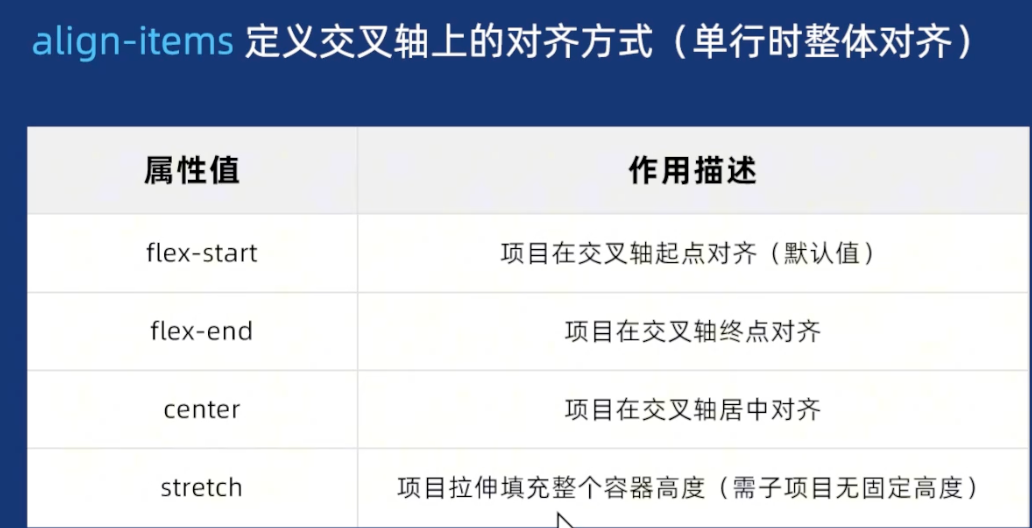 align-items 定义交叉轴上的对齐方式（单行时整体对齐）
属性值 作用描述
flex-start 项目在交叉轴起点对齐（默认值）
flex-end 项目在交叉轴终点对齐
center 项目在交叉轴居中对齐
stretch 项目拉伸填充整个容器高度（需子项目无固定高度）